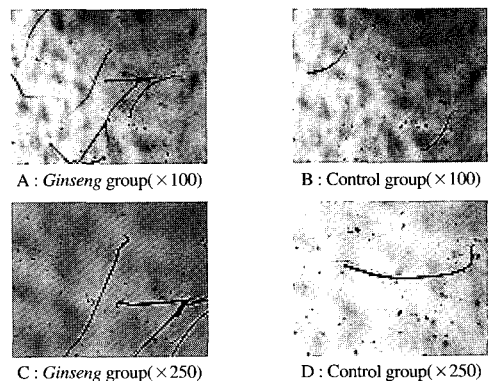 A : Ginseng group(×100)
B : Control group(×100)
C : Ginseng group(×250)
D : Control group(×250)